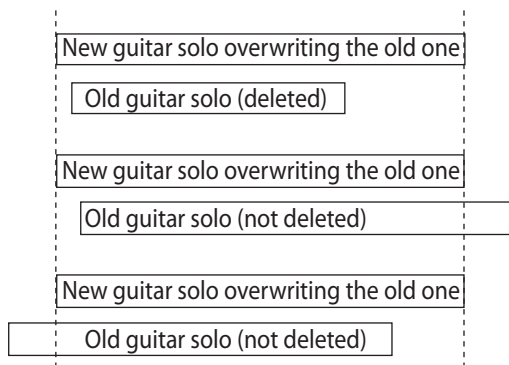 New guitar solo overwriting the old one
Old guitar solo (deleted)
New guitar solo overwriting the old one
Old guitar solo (not deleted)
New guitar solo overwriting the old one
Old guitar solo (not deleted)